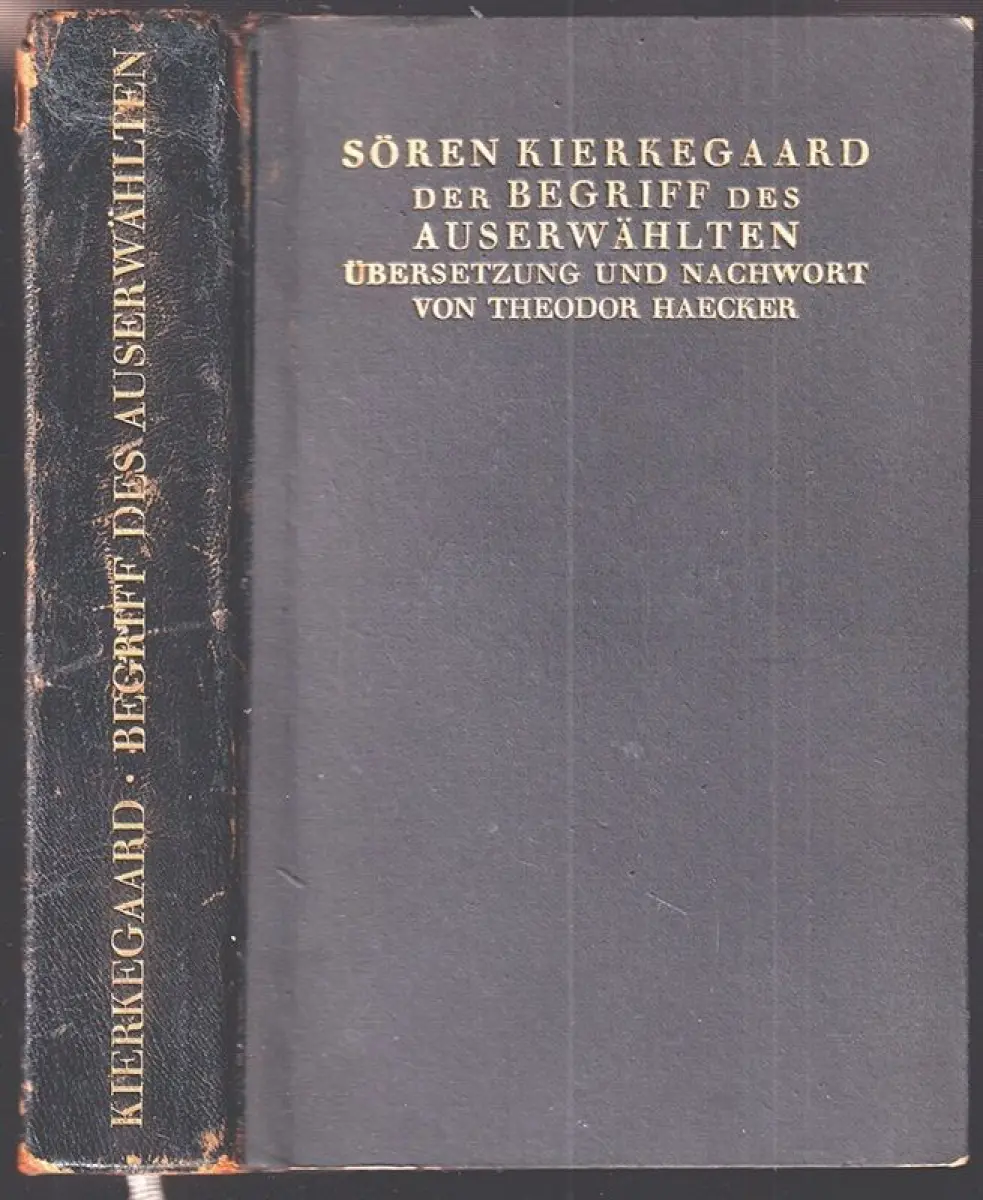 KIERKEGAARD · BEGRIFF DES AUSERWÄHLTEN
SÖREN KIERKEGAARD
DER BEGRIFF DES
AUSERWÄHLTEN
ÜBERSETZUNG UND NACHWORT
VON THEODOR HAECKER